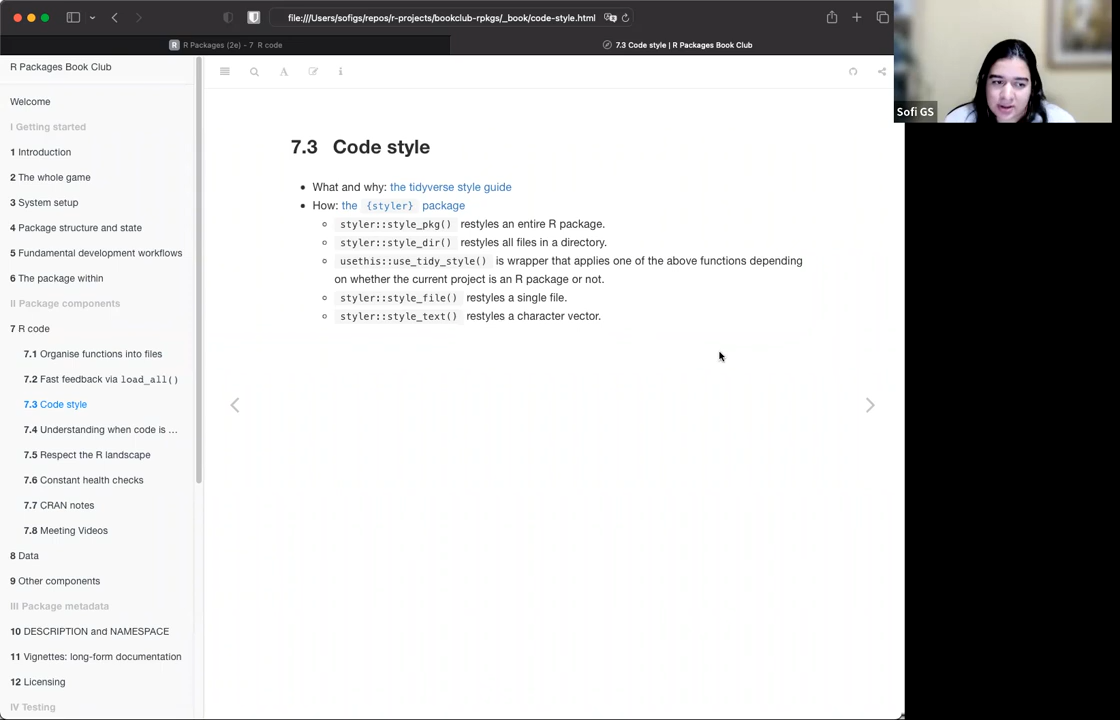 file:///Users/sofigs/repos/r-projects/bookclub-rpkgs/_book/code-style.html
R Packages (2e) - 7 R code
7.3 Code style | R Packages Book Club
R Packages Book Club
Welcome
I Getting started
1 Introduction
2 The whole game
3 System setup
4 Package structure and state
5 Fundamental development workflows
6 The package within
II Package components
7 R code
7.1 Organise functions into files
7.2 Fast feedback via load_all()
7.3 Code style
7.4 Understanding when code is ...
7.5 Respect the R landscape
7.6 Constant health checks
7.7 CRAN notes
7.8 Meeting Videos
8 Data
9 Other components
III Package metadata
10 DESCRIPTION and NAMESPACE
11 Vignettes: long-form documentation
12 Licensing
IV Testing
7.3 Code style
• What and why: the tidyverse style guide
• How: the {styler} package
styler::style_pkg() restyles an entire R package.
styler::style_dir() restyles all files in a directory.
usethis::use_tidy_style() is wrapper that applies one of the above functions depending
on whether the current project is an R package or not.
styler::style_file() restyles a single file.
styler::style_text() restyles a character vector.
Sofi GS